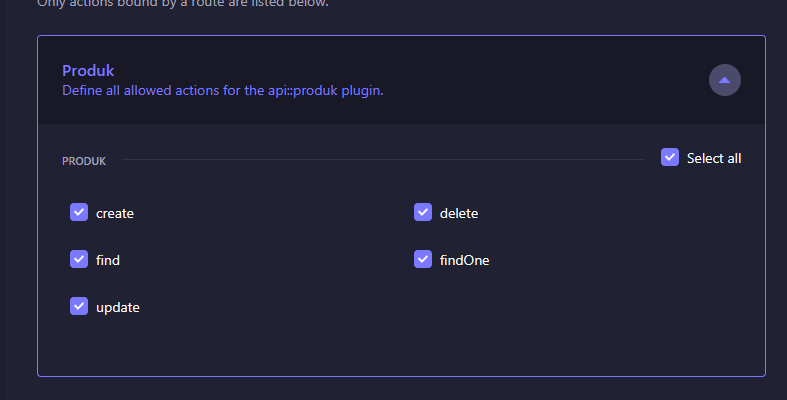 Only actions bound by a route are listed below.
Produk
Define all allowed actions for the api::produk plugin.
PRODUK
Select all
create
delete
find
findOne
update